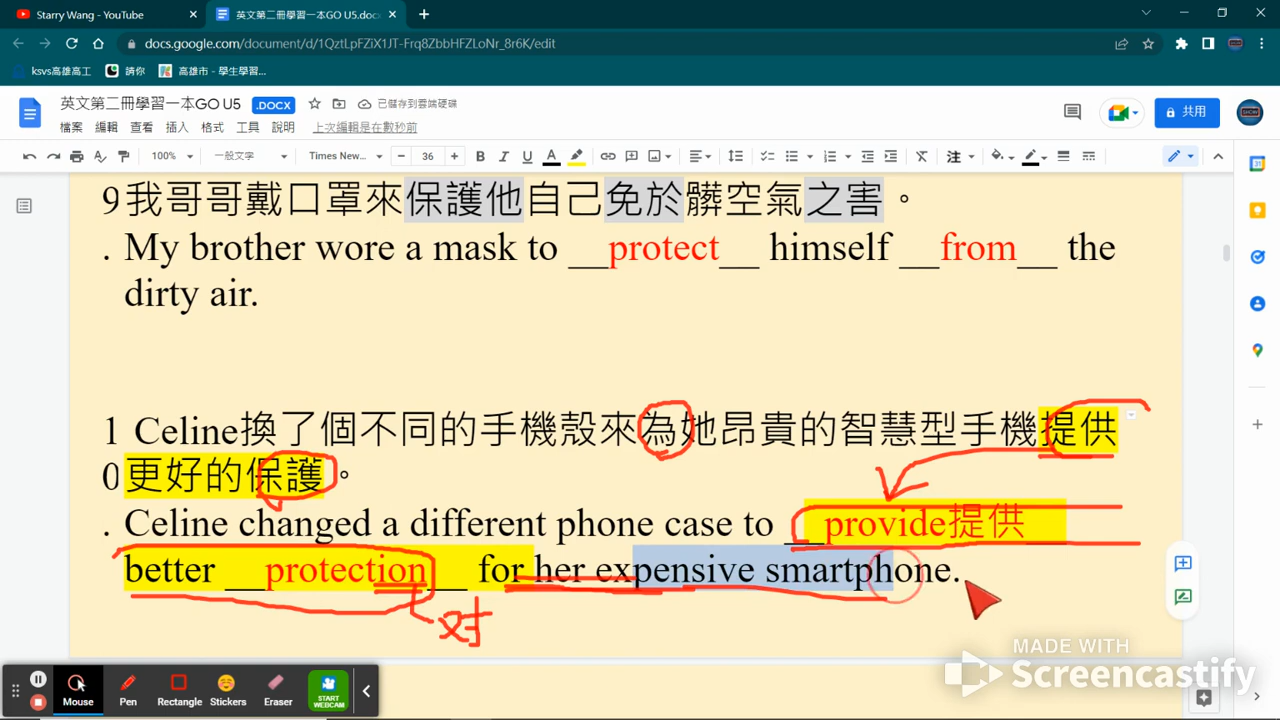 Starry Wang - YouTube
英文第二冊學習一本GO U5.docx
docs.google.com/document/d/1QztLpFZiX1JT-Frq8ZbbHFZLoNr_8r6K/edit
ksvs高雄高工 請你 高雄市 - 學生學習...
英文第二冊學習一本GO U5 .DOCX 已儲存到雲端硬碟
檔案 編輯 查看 插入 格式 工具 說明 上次編輯是在數秒前
共用
100% 一般文字 Times New... 36 B I U A 注
9我哥哥戴口罩來保護他自己免於髒空氣之害。
. My brother wore a mask to __protect__ himself __from__ the
dirty air.
1 Celine換了個不同的手機殼來為她昂貴的智慧型手機提供
0更好的保護。
. Celine changed a different phone case to __provide提供
better __protection__ for her expensive smartphone.
MADE WITH
Screencastify
Mouse Pen Rectangle Stickers Eraser START WEBCAM